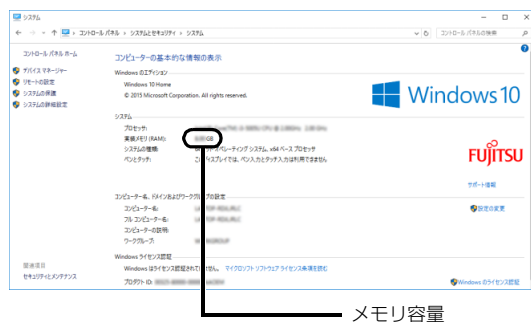 システム
コントロール パネル › システムとセキュリティ › システム
コントロール パネルの検索
コントロール パネル ホーム
デバイス マネージャー
リモートの設定
システムの保護
システムの詳細設定
コンピューターの基本的な情報の表示
Windows のエディション
Windows 10 Home
© 2015 Microsoft Corporation. All rights reserved.
Windows 10
システム
プロセッサ:
実装メモリ (RAM): GB
システムの種類: オペレーティング システム、x64 ベース プロセッサ
ペンとタッチ: ディスプレイでは、ペン入力とタッチ入力は利用できません
FUJITSU
サポート情報
コンピューター名、ドメインおよびワークグループの設定
コンピューター名:
設定の変更
フル コンピューター名:
コンピューターの説明:
ワークグループ:
Windows ライセンス認証
Windows はライセンス認証されていません。 マイクロソフト ソフトウェア ライセンス条項を読む
プロダクト ID:
Windows のライセンス認証
関連項目
セキュリティとメンテナンス
メモリ容量